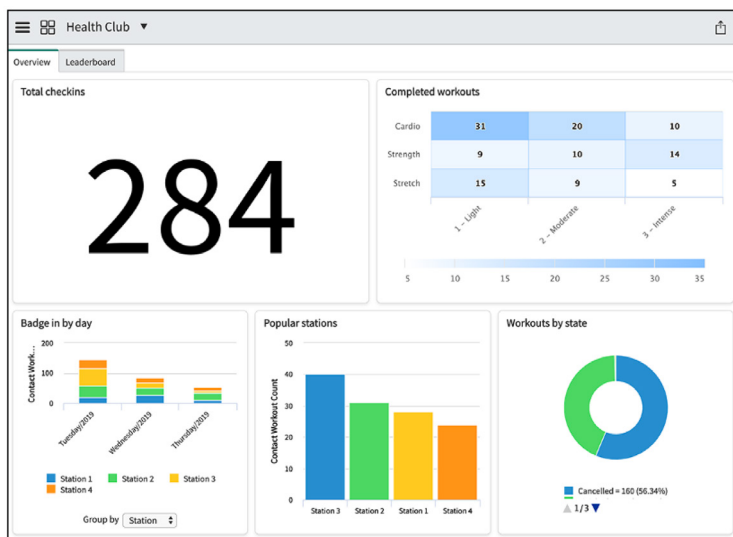 Health Club ▼
Overview
Leaderboard
Total checkins
284
Completed workouts
Cardio 31 20 10
Strength 9 10 14
Stretch 15 9 5
1 – Light 2 – Moderate 3 – Intense
5 10 15 20 25 30 35
Badge in by day
Contact Work...
200
100
0
Tuesday/2019 Wednesday/2019 Thursday/2019
Station 1 Station 2 Station 3
Station 4
Group by Station
Popular stations
Contact Workout Count
50
40
30
20
10
0
Station 3 Station 2 Station 1 Station 4
Workouts by state
Cancelled = 160 (56.34%)
1/3